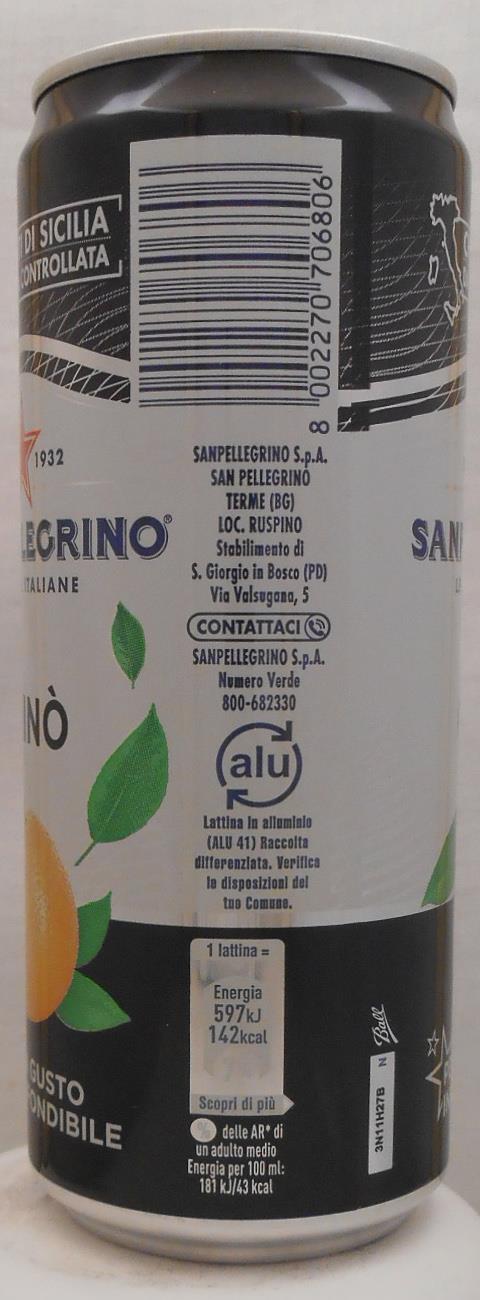 DI SICILIA
CONTROLLATA
8 002270 706806
1932
SANPELLEGRINO S.p.A.
SAN PELLEGRINO
TERME (BG)
LOC. RUSPINO
Stabilimento di
S. Giorgio in Bosco (PD)
Via Valsugana, 5
LEGRINO®
ITALIANE
SAN
CONTATTACI
SANPELLEGRINO S.p.A.
Numero Verde
800-682330
INÒ
alu
Lattina in alluminio
(ALU 41) Raccolta
differenziata. Verifica
le disposizioni del
tuo Comune.
1 lattina =
Energia
597kJ
142kcal
Scopri di più
% delle AR* di
un adulto medio
Energia per 100 ml:
181 kJ/43 kcal
GUSTO
ONDIBILE
Ball
3N11H27B N